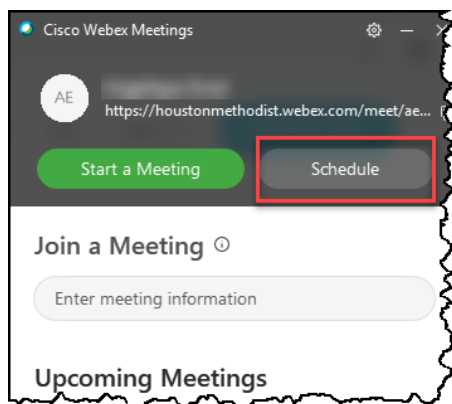 Cisco Webex Meetings
AE
https://houstonmethodist.webex.com/meet/ae...
Start a Meeting
Schedule
Join a Meeting
Enter meeting information
Upcoming Meetings